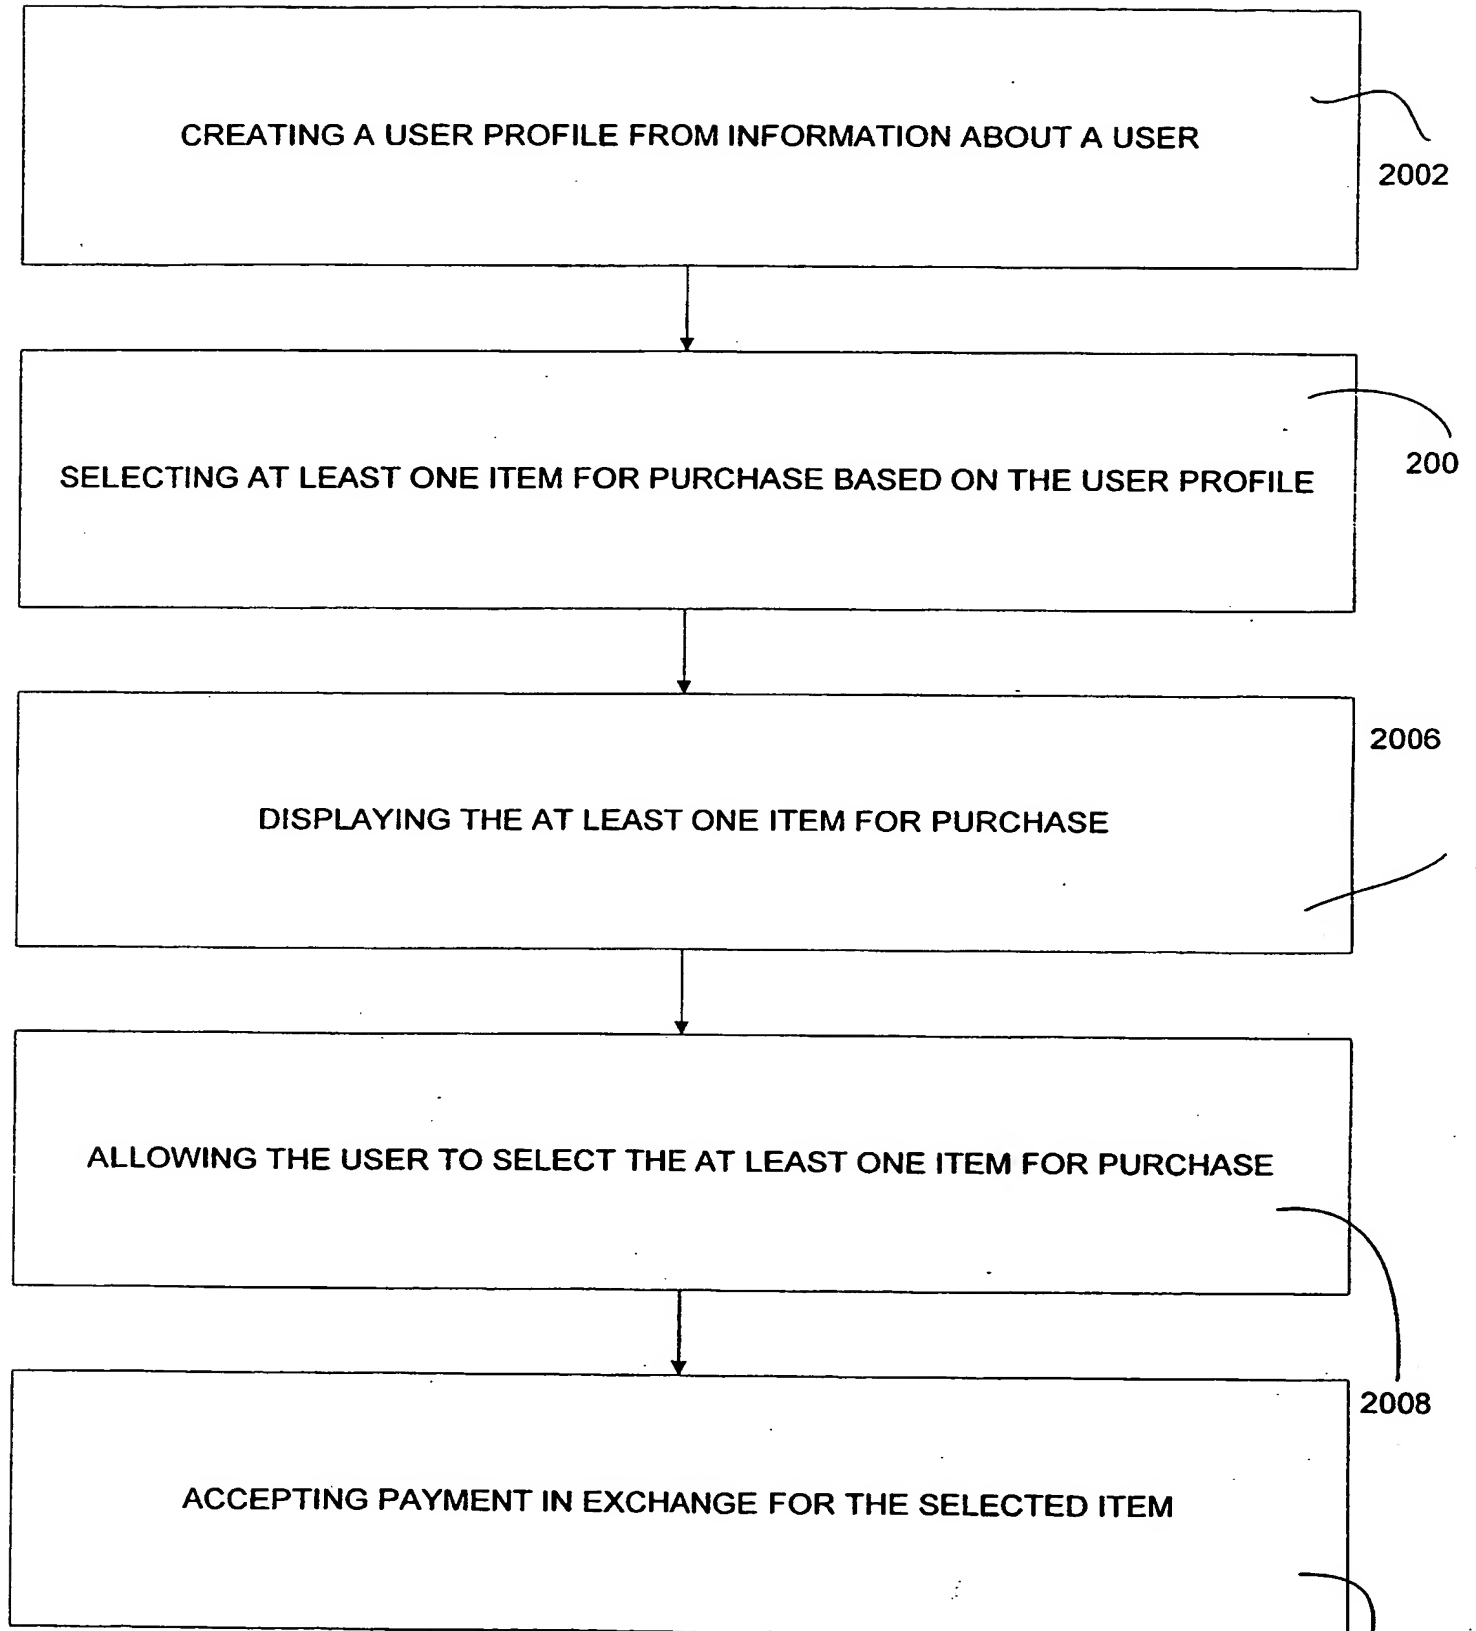 CREATING A USER PROFILE FROM INFORMATION ABOUT A USER
2002
SELECTING AT LEAST ONE ITEM FOR PURCHASE BASED ON THE USER PROFILE
200
2006
DISPLAYING THE AT LEAST ONE ITEM FOR PURCHASE
ALLOWING THE USER TO SELECT THE AT LEAST ONE ITEM FOR PURCHASE
2008
ACCEPTING PAYMENT IN EXCHANGE FOR THE SELECTED ITEM